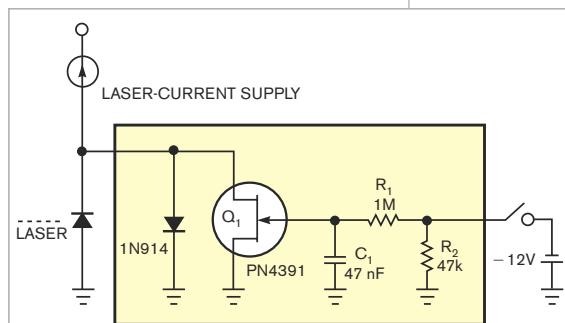 LASER-CURRENT SUPPLY
LASER
1N914
Q1
PN4391
R1
1M
C1
47 nF
R2
47k
−12V